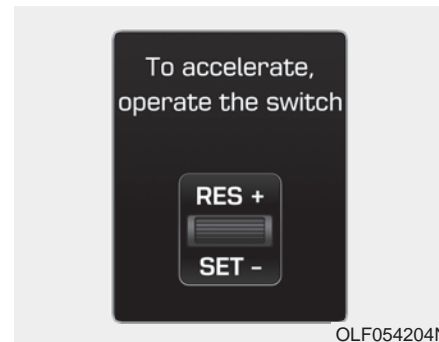 To accelerate,
operate the switch
RES +
SET -
OLF054204N